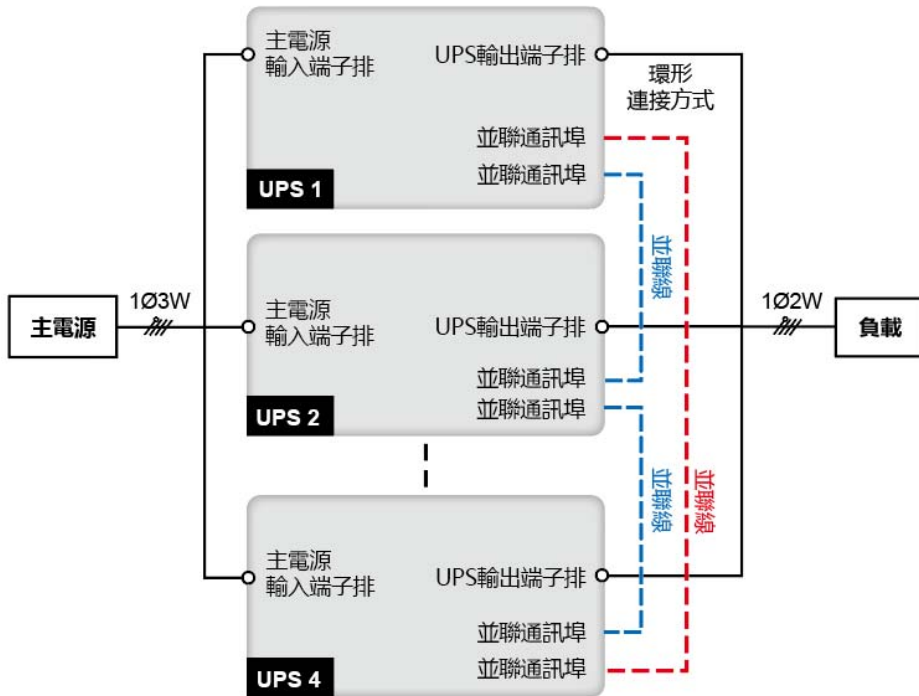 主電源
輸入端子排
UPS輸出端子排
環形
連接方式
並聯通訊埠
並聯通訊埠
UPS 1
並聯線
主電源
1Ø3W
主電源
輸入端子排
UPS輸出端子排
1Ø2W
負載
並聯通訊埠
並聯通訊埠
UPS 2
並聯線
並聯線
主電源
輸入端子排
UPS輸出端子排
並聯通訊埠
並聯通訊埠
UPS 4